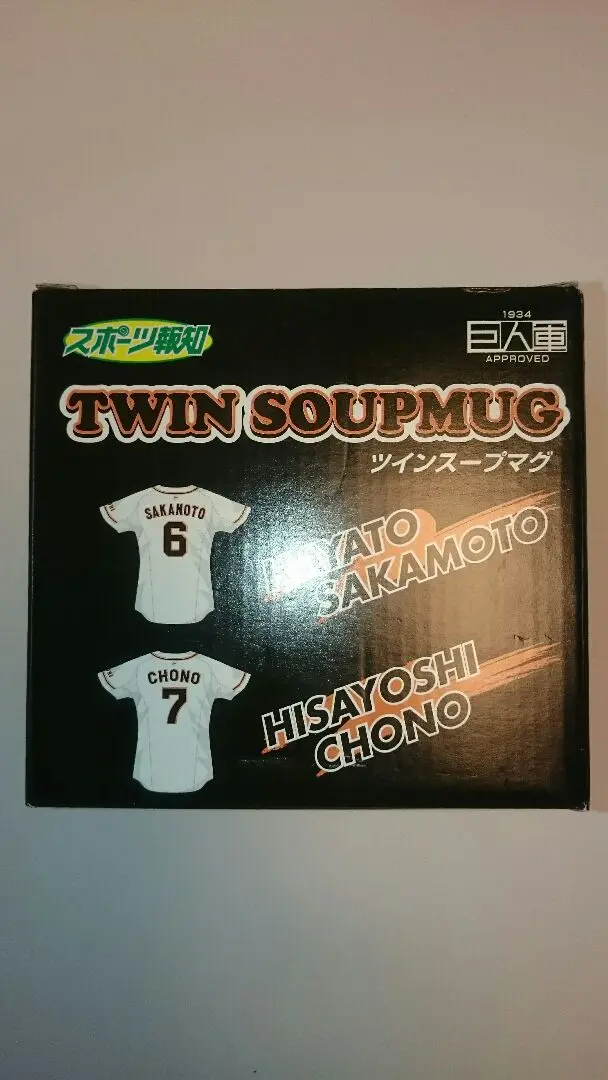 スポーツ報知
1934
巨人軍
APPROVED
TWIN SOUPMUG
ツインスープマグ
SAKAMOTO
6
HAYATO
SAKAMOTO
CHONO
7
HISAYOSHI
CHONO